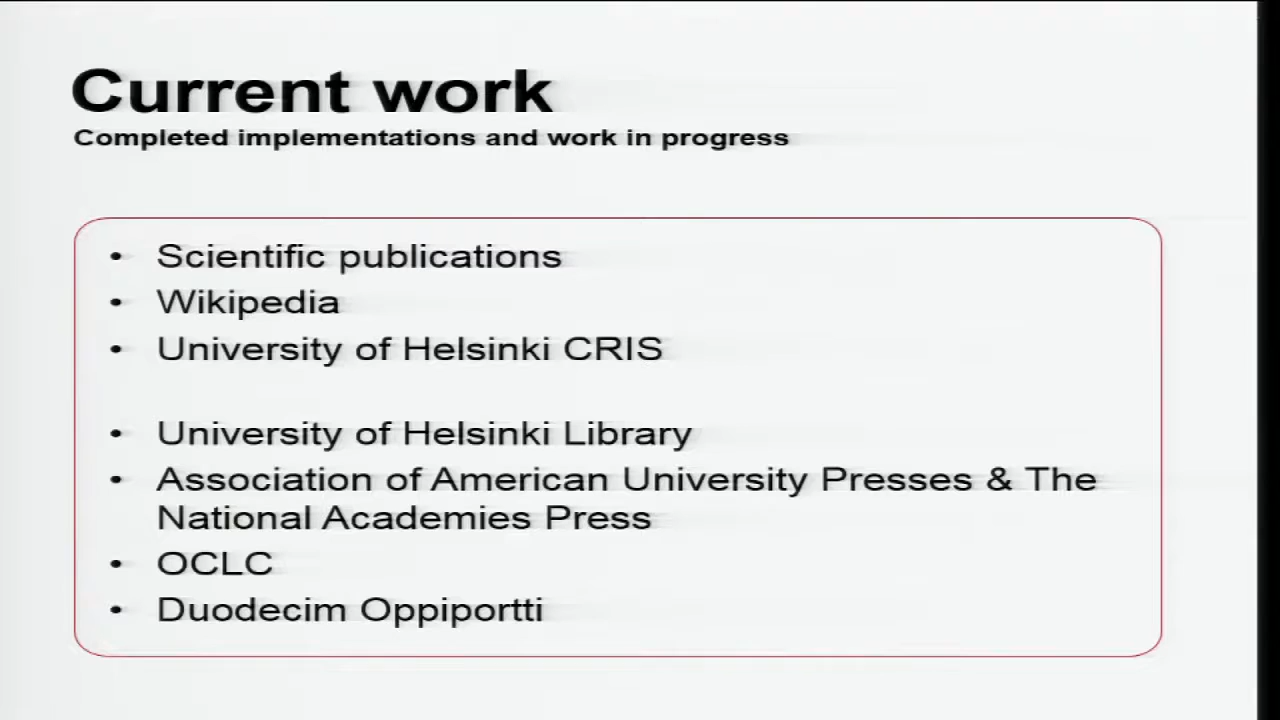 Current work
Completed implementations and work in progress
• Scientific publications
• Wikipedia
• University of Helsinki CRIS
• University of Helsinki Library
• Association of American University Presses & The
National Academies Press
• OCLC
• Duodecim Oppiportti